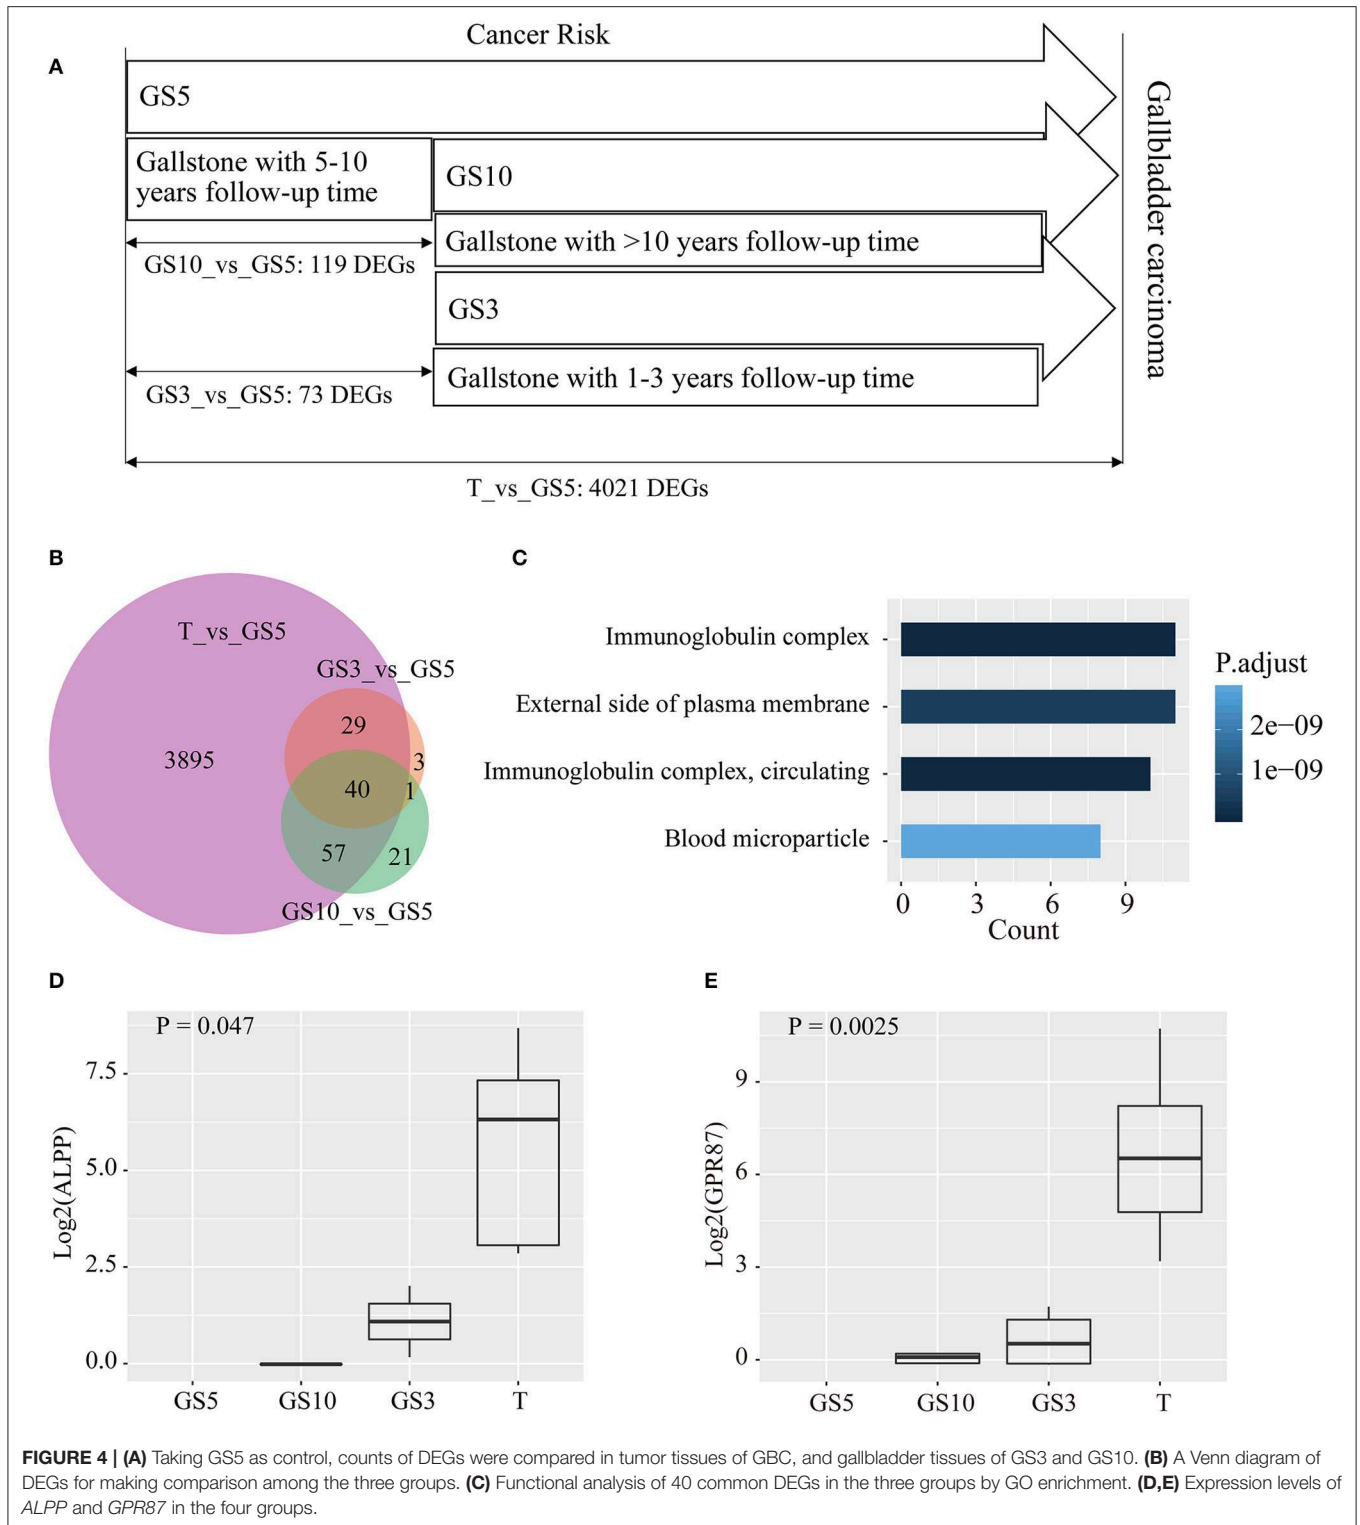 Cancer Risk
A
GS5
Gallstone with 5-10
years follow-up time
GS10
Gallstone with >10 years follow-up time
GS10_vs_GS5: 119 DEGs
GS3
Gallstone with 1-3 years follow-up time
GS3_vs_GS5: 73 DEGs
T_vs_GS5: 4021 DEGs
Gallbladder carcinoma
B
T_vs_GS5
GS3_vs_GS5
29
3895
3
40
1
57
21
GS10_vs_GS5
C
Immunoglobulin complex
External side of plasma membrane
Immunoglobulin complex, circulating
Blood microparticle
0 3 6 9
Count
P.adjust
2e−09
1e−09
D
P = 0.047
7.5
5.0
2.5
0.0
Log2(ALPP)
GS5 GS10 GS3 T
E
P = 0.0025
9
6
3
0
Log2(GPR87)
GS5 GS10 GS3 T
FIGURE 4 | (A) Taking GS5 as control, counts of DEGs were compared in tumor tissues of GBC, and gallbladder tissues of GS3 and GS10. (B) A Venn diagram of
DEGs for making comparison among the three groups. (C) Functional analysis of 40 common DEGs in the three groups by GO enrichment. (D,E) Expression levels of
ALPP and GPR87 in the four groups.